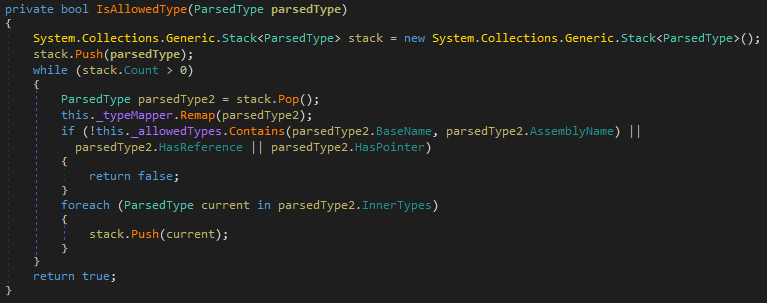 private bool IsAllowedType(ParsedType parsedType)
{
    System.Collections.Generic.Stack<ParsedType> stack = new System.Collections.Generic.Stack<ParsedType>();
    stack.Push(parsedType);
    while (stack.Count > 0)
    {
        ParsedType parsedType2 = stack.Pop();
        this._typeMapper.Remap(parsedType2);
        if (!this._allowedTypes.Contains(parsedType2.BaseName, parsedType2.AssemblyName) ||
          parsedType2.HasReference || parsedType2.HasPointer)
        {
            return false;
        }
        foreach (ParsedType current in parsedType2.InnerTypes)
        {
            stack.Push(current);
        }
    }
    return true;
}